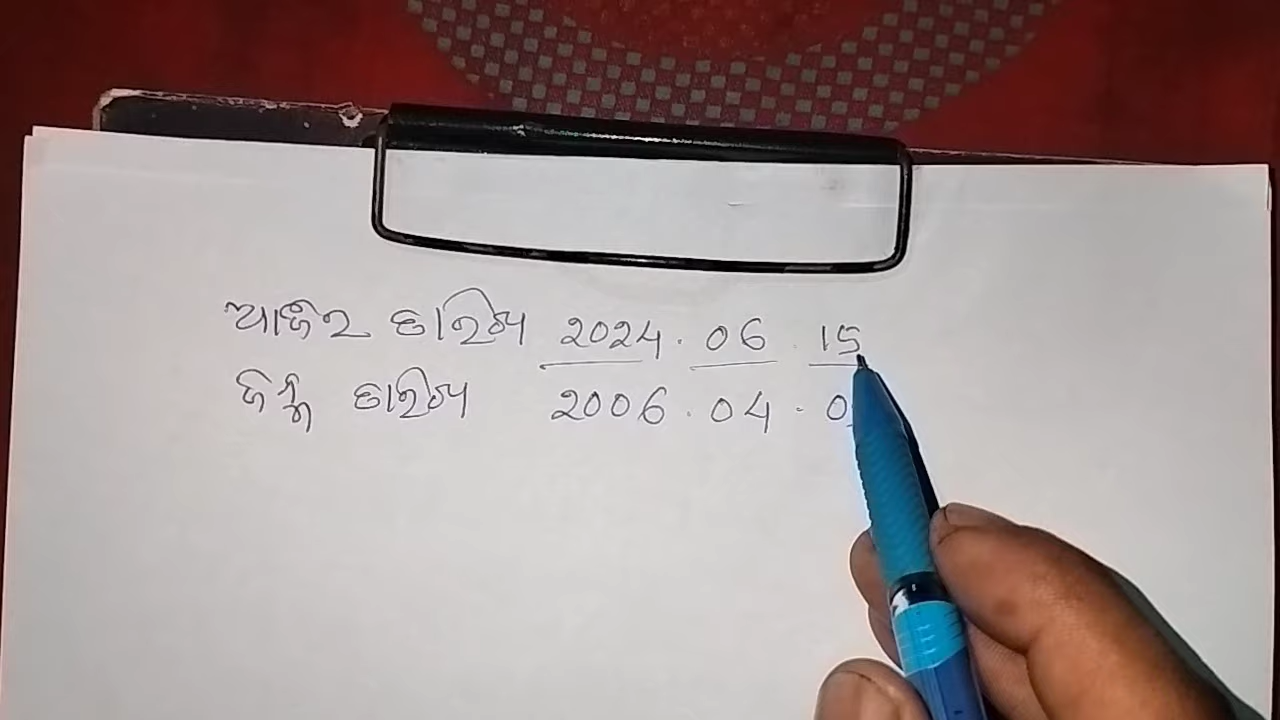 ଆଜିର ତାରିଖ 2024 . 06 . 15
ଜନ୍ମ ତାରିଖ 2006 . 04 .